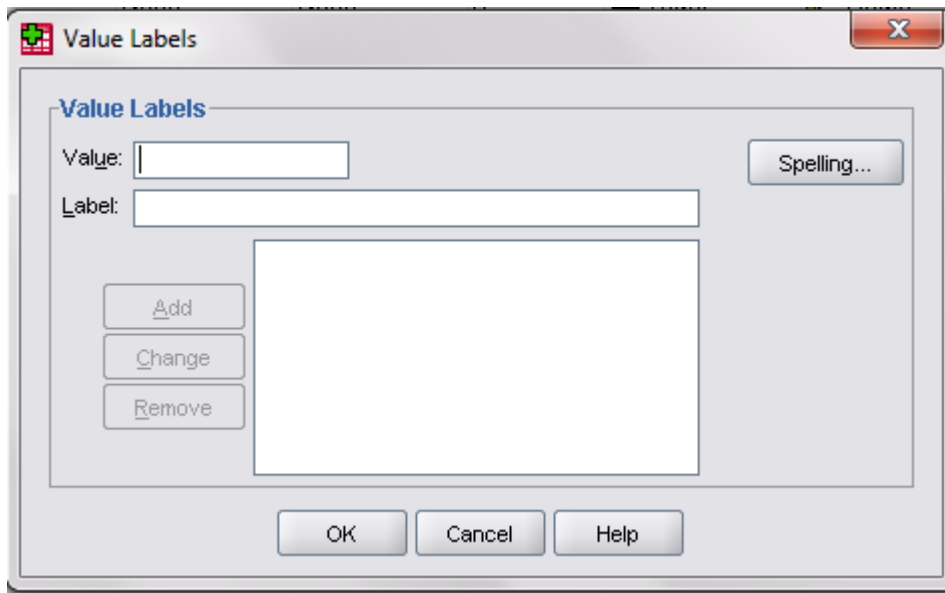 Value Labels
X
Value Labels
Value:
Spelling...
Label:
Add
Change
Remove
OK
Cancel
Help